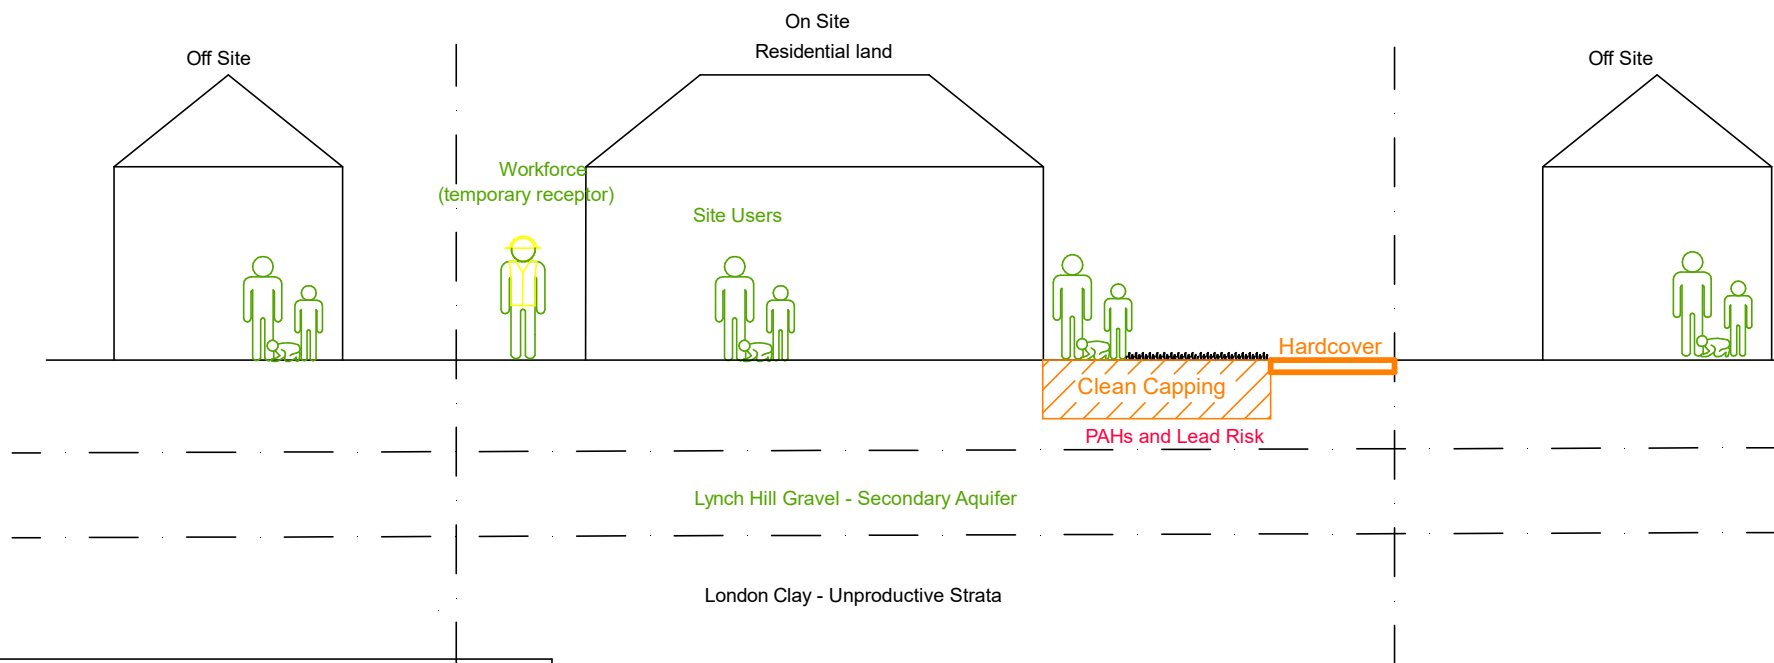 On Site
Residential land
Off Site
Off Site
Workforce
(temporary receptor)
Site Users
Hardcover
Clean Capping
PAHs and Lead Risk
Lynch Hill Gravel - Secondary Aquifer
London Clay - Unproductive Strata